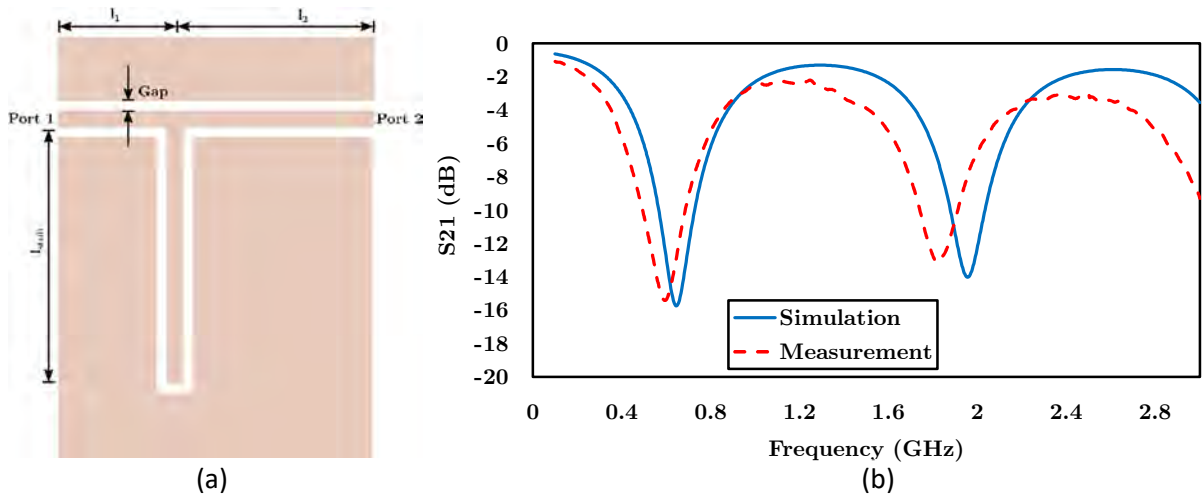 l₁
l₂
Gap
Port 1
Port 2
(a)
0
-2
-4
-6
-8
-10
-12
-14
-16
-18
-20
S21 (dB)
Simulation
Measurement
0
0.4
0.8
1.2
1.6
2
2.4
2.8
Frequency (GHz)
(b)